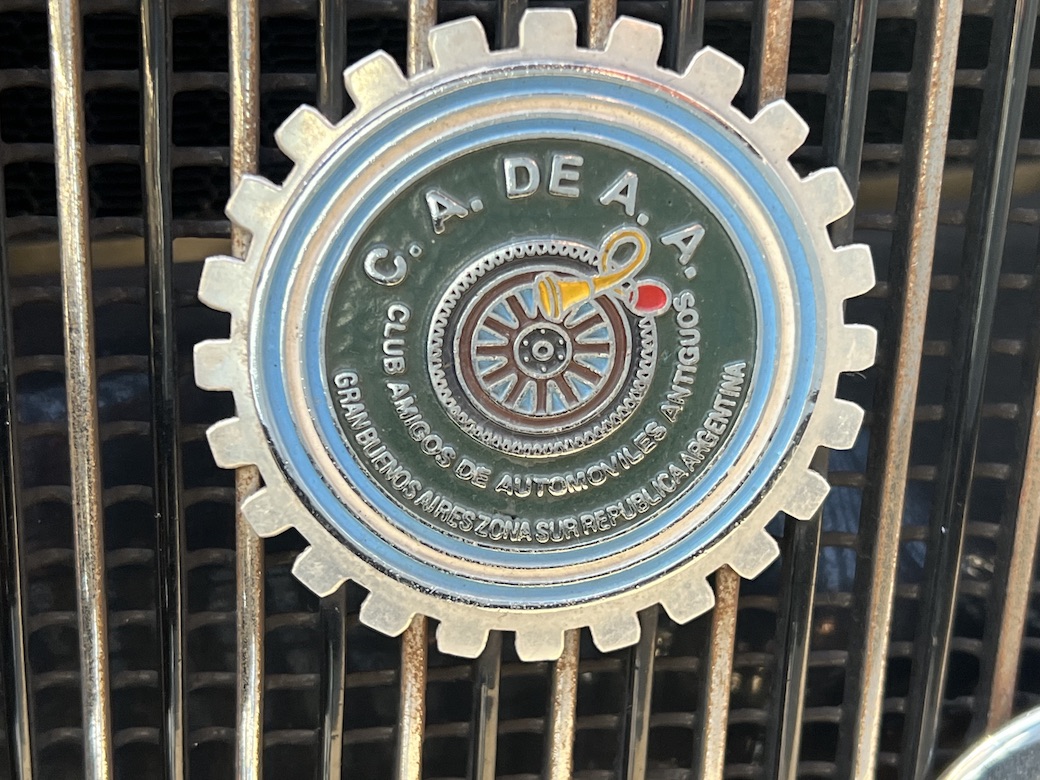 C. A. DE A. A.
CLUB AMIGOS DE AUTOMOVILES ANTIGUOS
GRAN BUENOS AIRES ZONA SUR REPUBLICA ARGENTINA